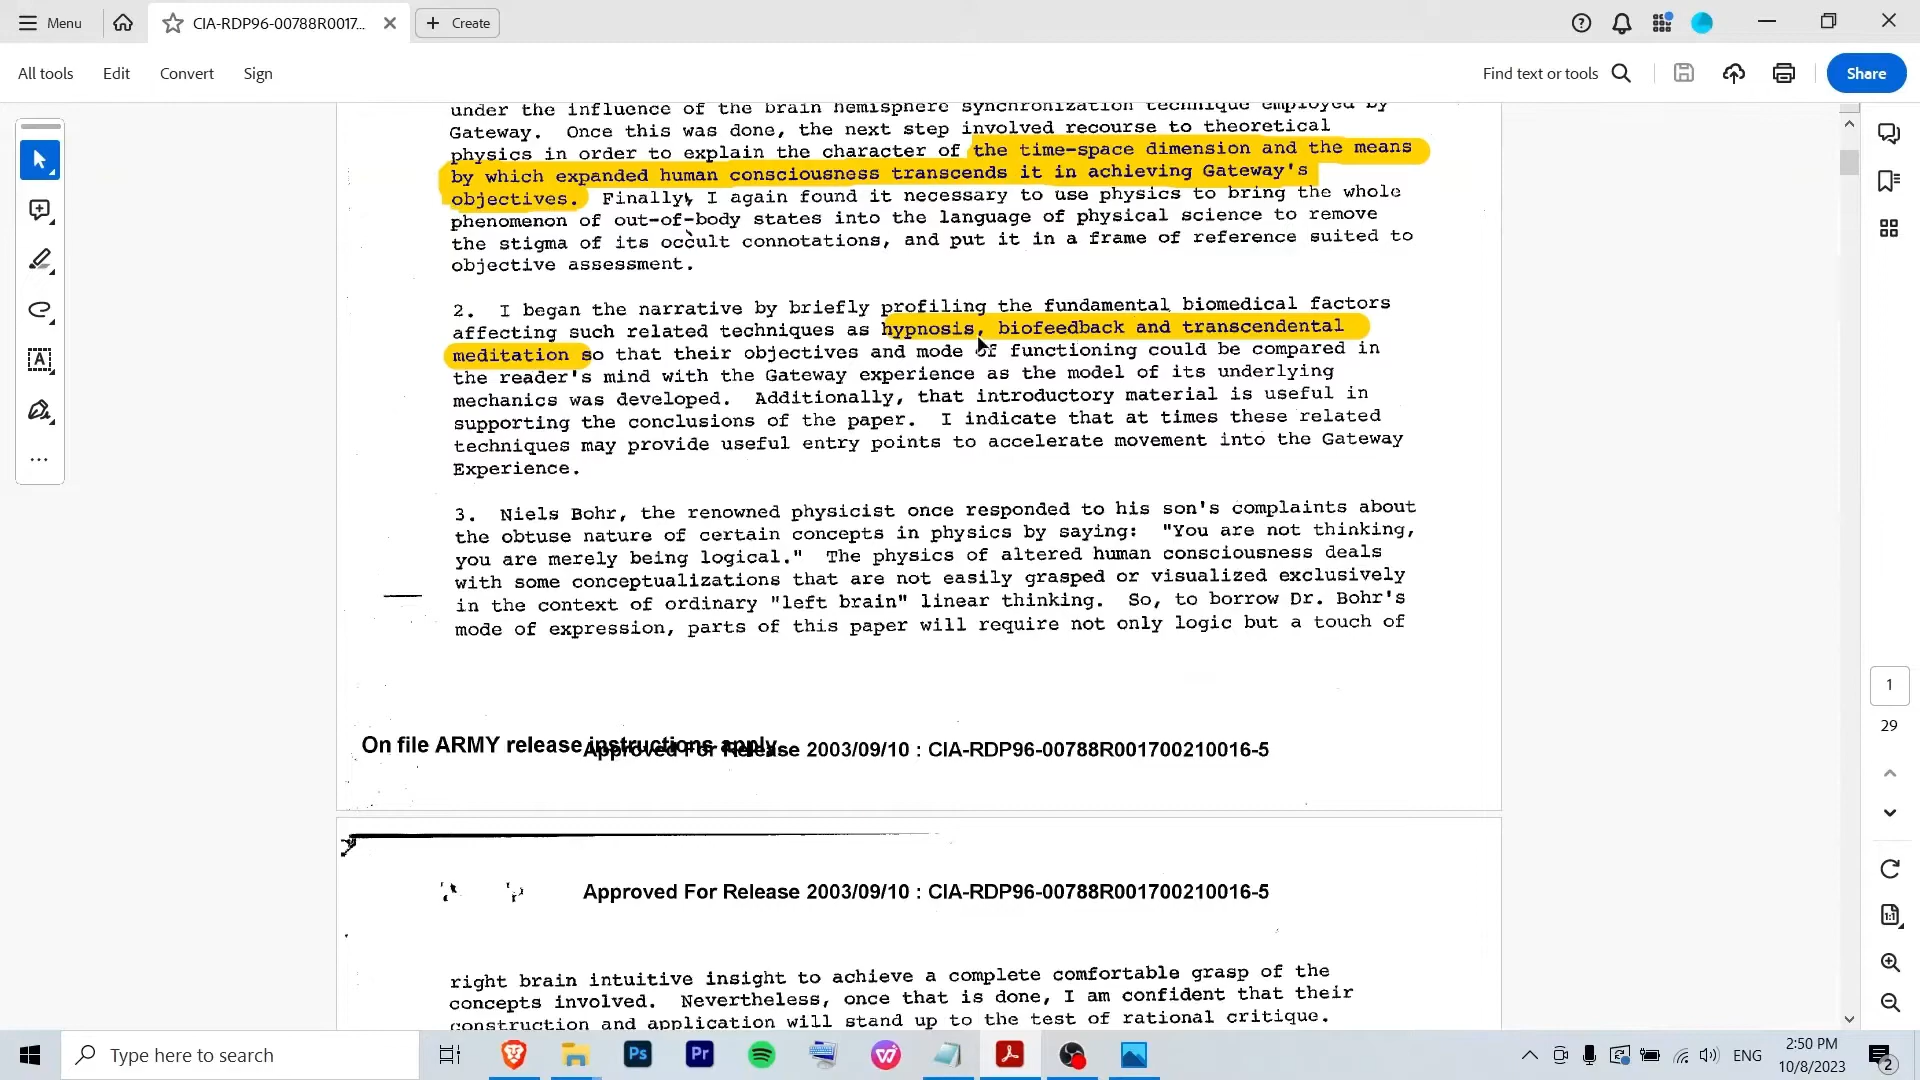 Menu
CIA-RDP96-00788R0017...
Create
All tools
Edit
Convert
Sign
Find text or tools
Share
under the influence of the brain hemisphere synchronization technique employed by
Gateway. Once this was done, the next step involved recourse to theoretical
physics in order to explain the character of the time-space dimension and the means
by which expanded human consciousness transcends it in achieving Gateway's
objectives. Finally, I again found it necessary to use physics to bring the whole
phenomenon of out-of-body states into the language of physical science to remove
the stigma of its occult connotations, and put it in a frame of reference suited to
objective assessment.
2. I began the narrative by briefly profiling the fundamental biomedical factors
affecting such related techniques as hypnosis, biofeedback and transcendental
meditation so that their objectives and mode of functioning could be compared in
the reader's mind with the Gateway experience as the model of its underlying
mechanics was developed. Additionally, that introductory material is useful in
supporting the conclusions of the paper. I indicate that at times these related
techniques may provide useful entry points to accelerate movement into the Gateway
Experience.
3. Niels Bohr, the renowned physicist once responded to his son's complaints about
the obtuse nature of certain concepts in physics by saying: "You are not thinking,
you are merely being logical." The physics of altered human consciousness deals
with some conceptualizations that are not easily grasped or visualized exclusively
in the context of ordinary "left brain" linear thinking. So, to borrow Dr. Bohr's
mode of expression, parts of this paper will require not only logic but a touch of
On file ARMY release instructions apply.
Approved For Release 2003/09/10 : CIA-RDP96-00788R001700210016-5
Approved For Release 2003/09/10 : CIA-RDP96-00788R001700210016-5
right brain intuitive insight to achieve a complete comfortable grasp of the
concepts involved. Nevertheless, once that is done, I am confident that their
construction and application will stand up to the test of rational critique.
1
29
Type here to search
Ps
Pr
ENG
2:50 PM
10/8/2023
2